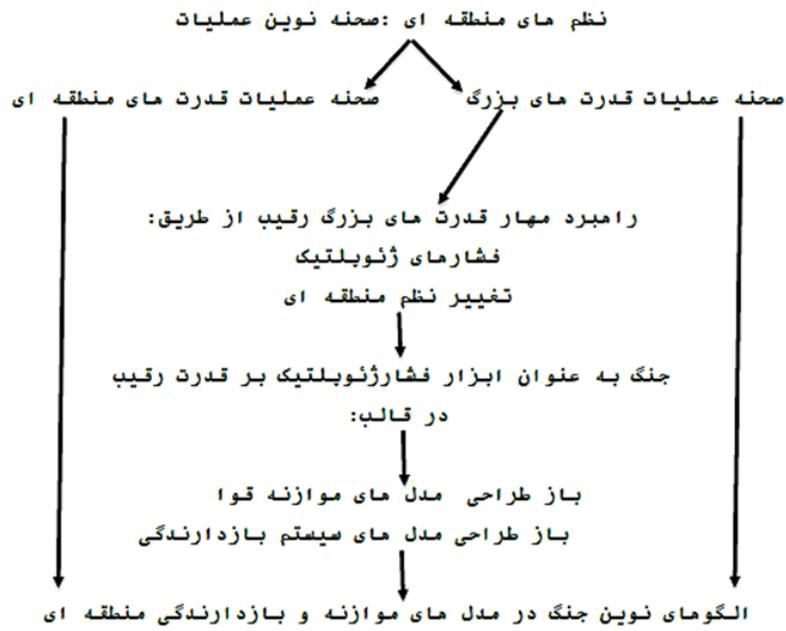 نظم های منطقه ای :صحنه نوین عملیات
صحنه عملیات قدرت های بزرگ
صحنه عملیات قدرت های منطقه ای
راهبرد مهار قدرت های بزرگ رقیب از طریق:
فشارهای ژئوپلتیک
تغییر نظم منطقه ای
جنگ به عنوان ابزار فشارژئوپلتیک بر قدرت رقیب
در قالب:
باز طراحی مدل های موازنه قوا
باز طراحی مدل های سیستم بازدارندگی
الگوهای نوین جنگ در مدل های موازنه و بازدارندگی منطقه ای